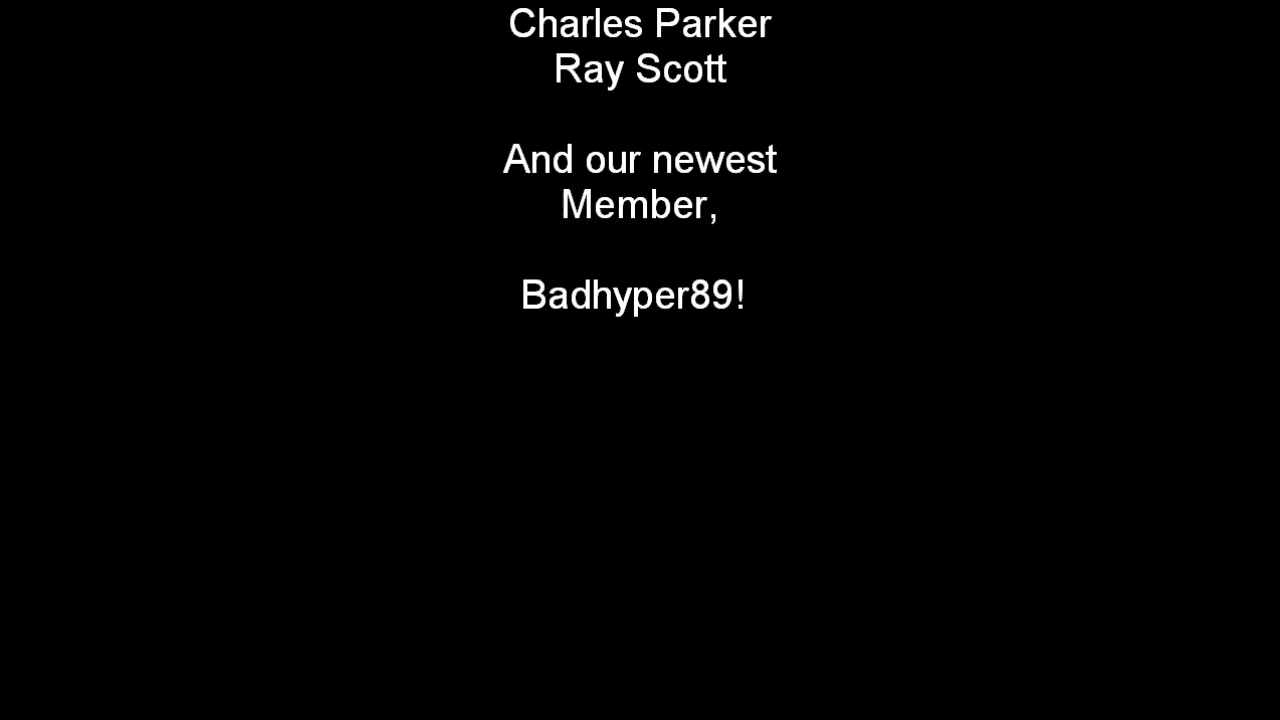 Charles Parker
Ray Scott
And our newest
Member,
Badhyper89!